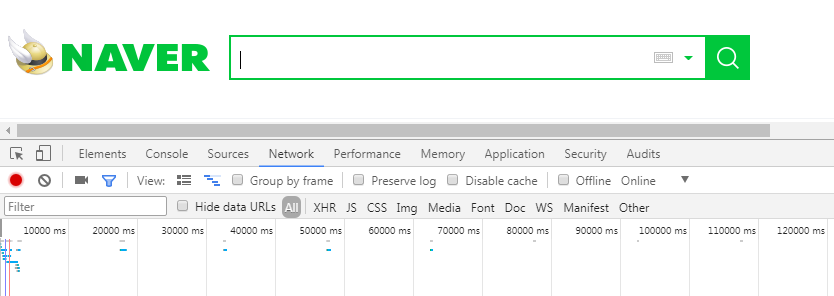 NAVER
Elements Console Sources Network Performance Memory Application Security Audits
View: Group by frame Preserve log Disable cache Offline Online
Filter Hide data URLs All XHR JS CSS Img Media Font Doc WS Manifest Other
10000 ms 20000 ms 30000 ms 40000 ms 50000 ms 60000 ms 70000 ms 80000 ms 90000 ms 100000 ms 110000 ms 120000 ms